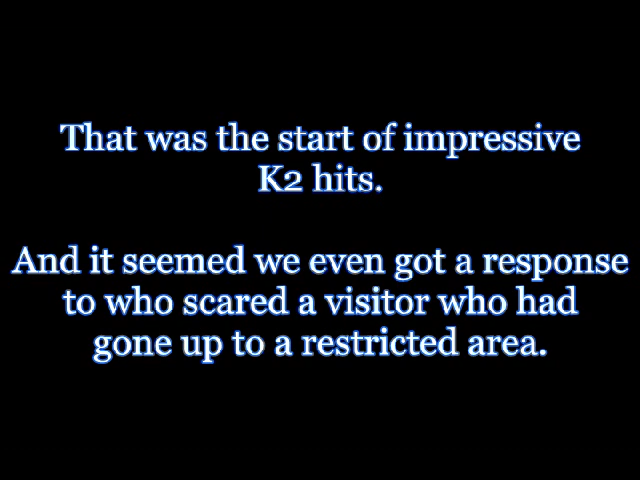 That was the start of impressive
K2 hits.
And it seemed we even got a response
to who scared a visitor who had
gone up to a restricted area.